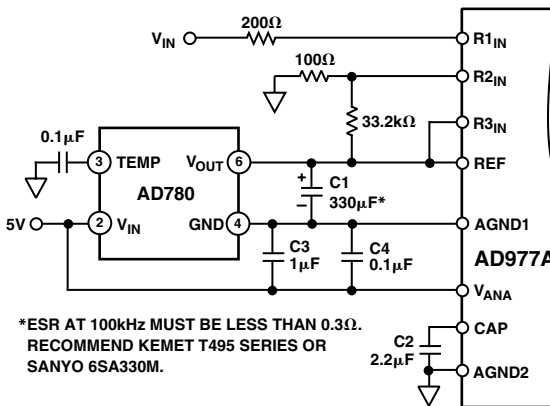 200Ω
V_IN
R1_IN
100Ω
R2_IN
33.2kΩ
R3_IN
0.1µF
3
TEMP
V_OUT
6
REF
AD780
+
C1
–
330µF*
5V
2
V_IN
GND
4
AGND1
C3
1µF
C4
0.1µF
AD977A
V_ANA
*ESR AT 100kHz MUST BE LESS THAN 0.3Ω.
RECOMMEND KEMET T495 SERIES OR
SANYO 6SA330M.
CAP
C2
2.2µF
AGND2